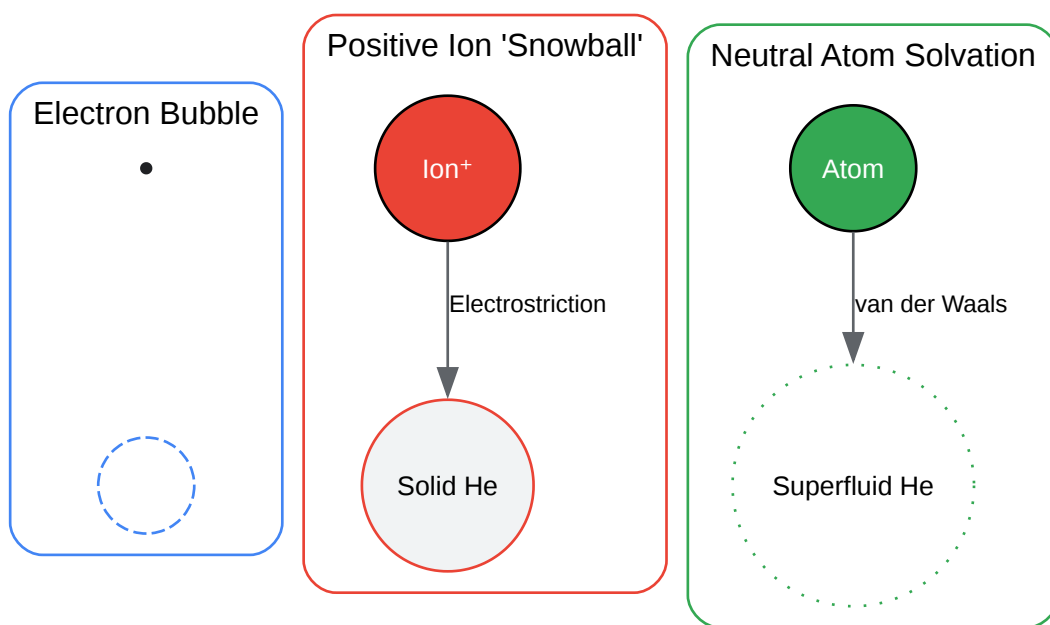 Electron Bubble
Positive Ion 'Snowball'
Ion⁺
Electrostriction
Solid He
Neutral Atom Solvation
Atom
van der Waals
Superfluid He